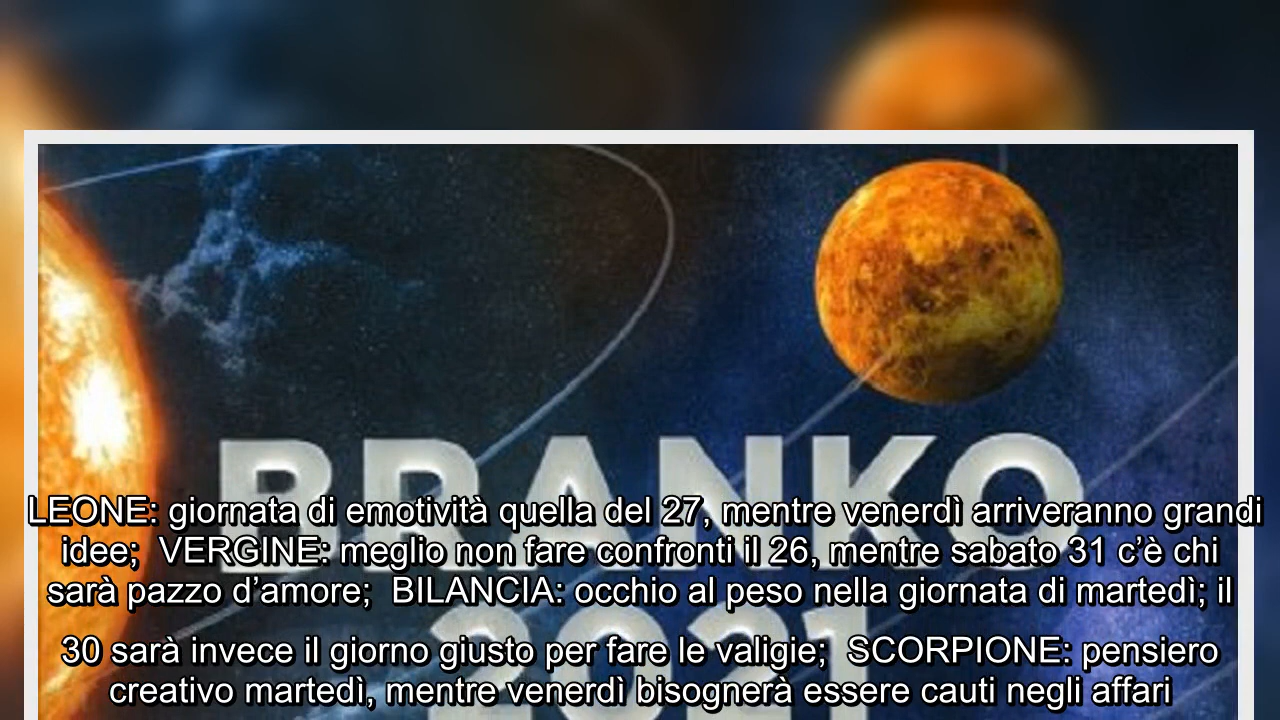 BRANKO
2021
LEONE: giornata di emotività quella del 27, mentre venerdì arriveranno grandi
idee;  VERGINE: meglio non fare confronti il 26, mentre sabato 31 c’è chi
sarà pazzo d’amore;  BILANCIA: occhio al peso nella giornata di martedì; il
30 sarà invece il giorno giusto per fare le valigie;  SCORPIONE: pensiero
creativo martedì, mentre venerdì bisognerà essere cauti negli affari